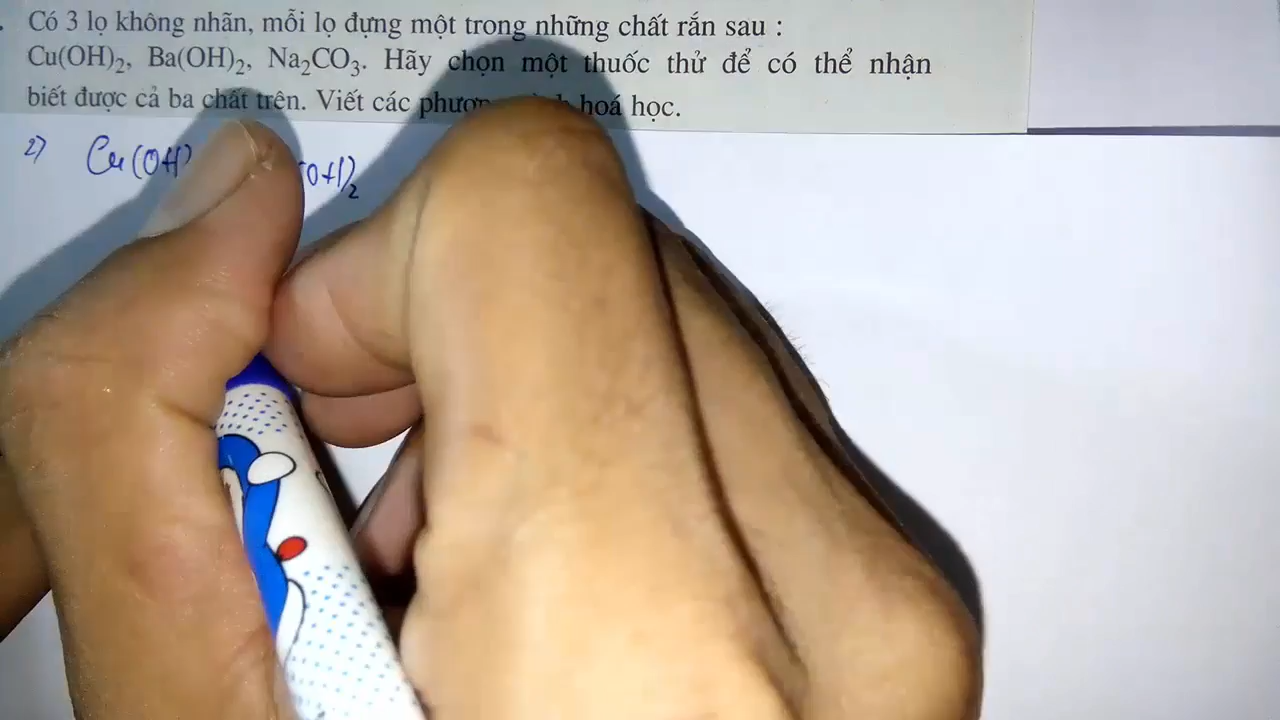 Có 3 lọ không nhãn, mỗi lọ đựng một trong những chất rắn sau :
Cu(OH)₂, Ba(OH)₂, Na₂CO₃. Hãy chọn một thuốc thử để có thể nhận
biết được cả ba chất trên. Viết các hoá học.
2) Cu(OH) (OH)₂